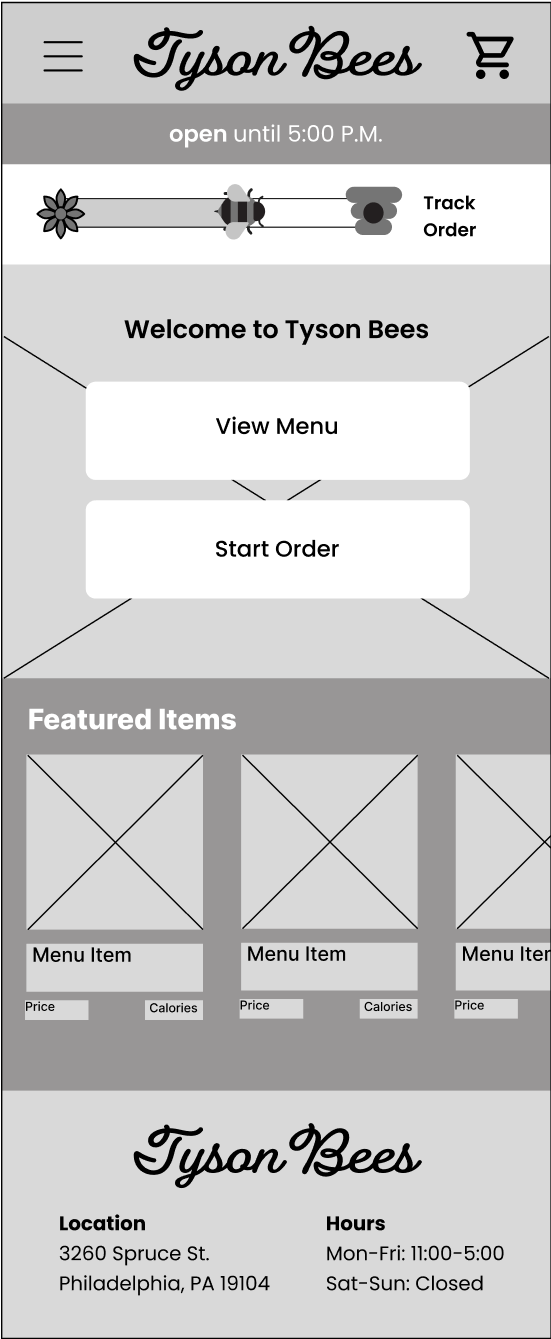 Tyson Bees
open until 5:00 P.M.
Track
Order
Welcome to Tyson Bees
View Menu
Start Order
Featured Items
Menu Item
Menu Item
Menu Iter
Price
Calories
Price
Calories
Price
Tyson Bees
Location
3260 Spruce St.
Philadelphia, PA 19104
Hours
Mon-Fri: 11:00-5:00
Sat-Sun: Closed